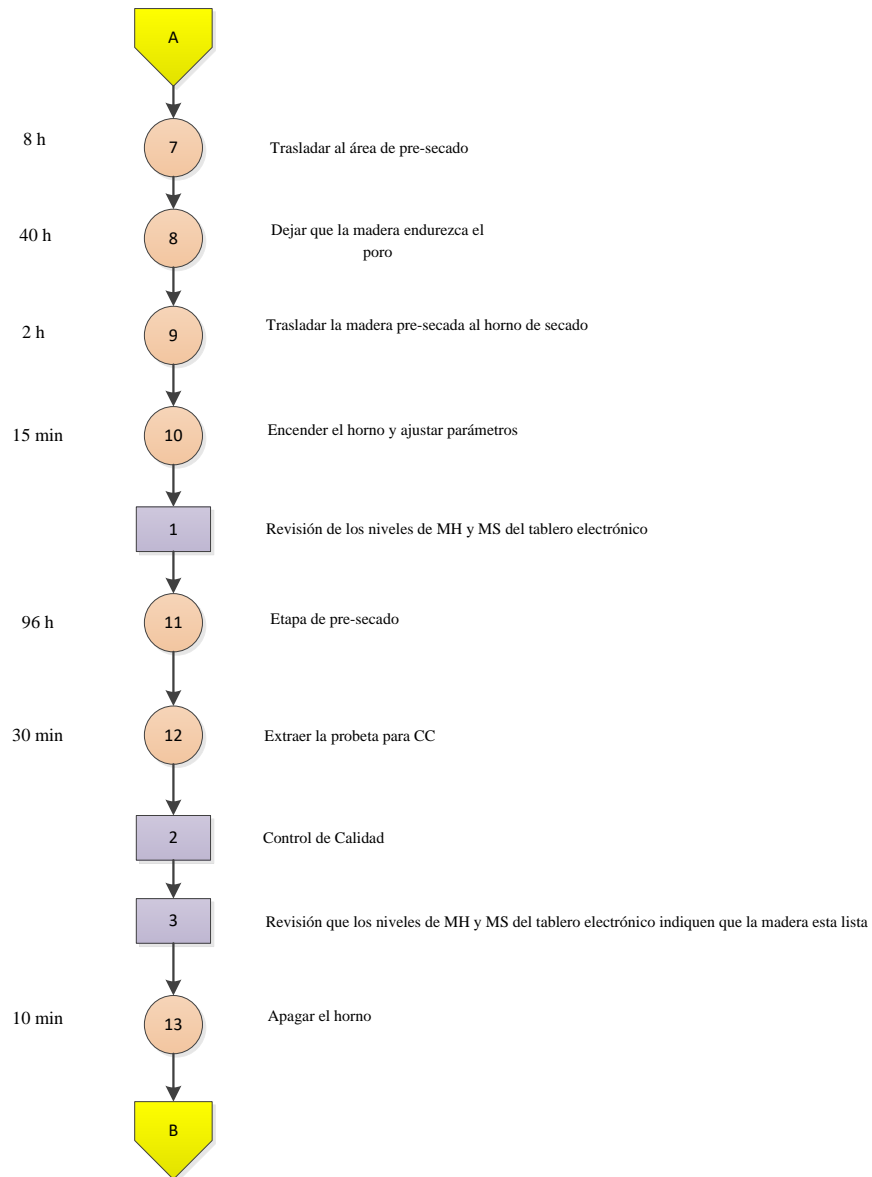 A
8 h
7
Trasladar al área de pre-secado
40 h
8
Dejar que la madera endurezca el
poro
2 h
9
Trasladar la madera pre-secada al horno de secado
15 min
10
Encender el horno y ajustar parámetros
1
Revisión de los niveles de MH y MS del tablero electrónico
96 h
11
Etapa de pre-secado
30 min
12
Extraer la probeta para CC
2
Control de Calidad
3
Revisión que los niveles de MH y MS del tablero electrónico indiquen que la madera esta lista
10 min
13
Apagar el horno
B